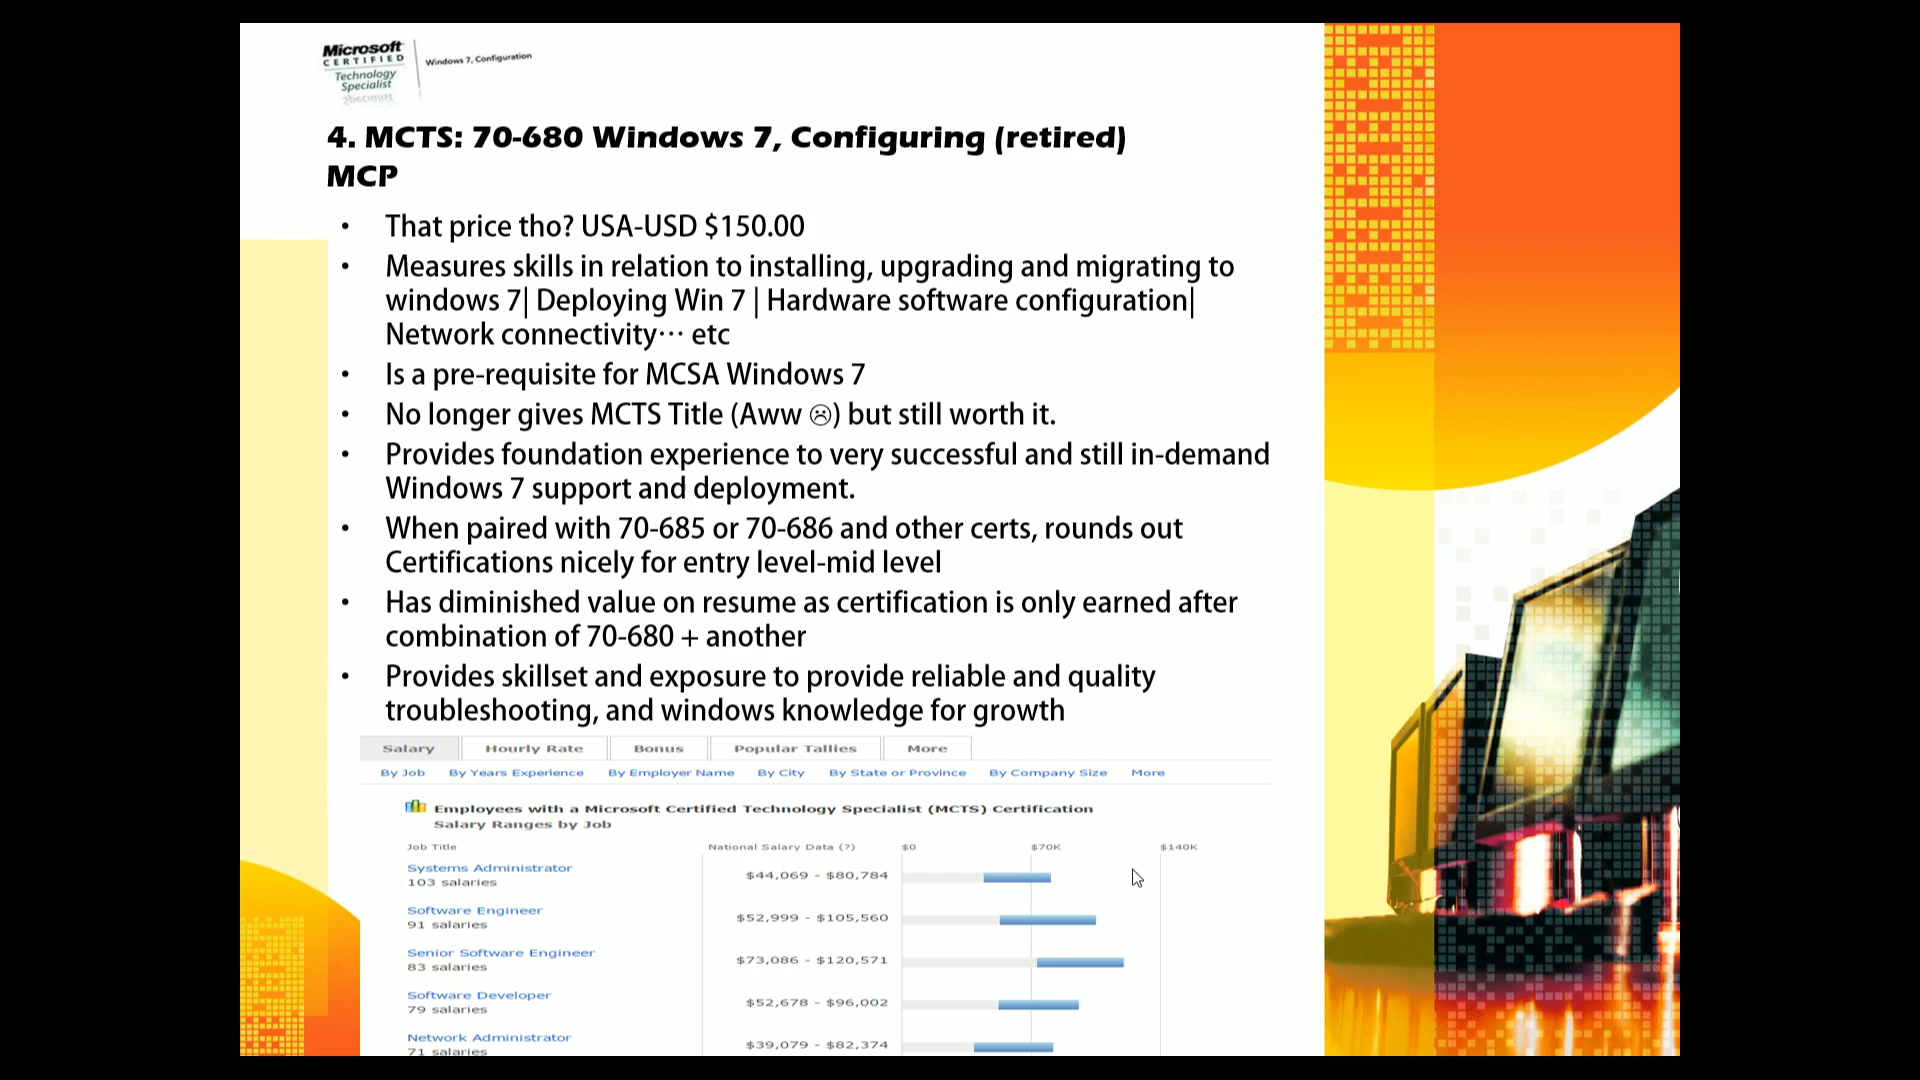 Microsoft
CERTIFIED
Technology
Specialist
Windows 7, Configuration
4. MCTS: 70-680 Windows 7, Configuring (retired)
MCP
• That price tho? USA-USD $150.00
• Measures skills in relation to installing, upgrading and migrating to
windows 7| Deploying Win 7 | Hardware software configuration|
Network connectivity… etc
• Is a pre-requisite for MCSA Windows 7
• No longer gives MCTS Title (Aww ☹) but still worth it.
• Provides foundation experience to very successful and still in-demand
Windows 7 support and deployment.
• When paired with 70-685 or 70-686 and other certs, rounds out
Certifications nicely for entry level-mid level
• Has diminished value on resume as certification is only earned after
combination of 70-680 + another
• Provides skillset and exposure to provide reliable and quality
troubleshooting, and windows knowledge for growth
Salary Hourly Rate Bonus Popular Tallies More
By Job By Years Experience By Employer Name By City By State or Province By Company Size More
Employees with a Microsoft Certified Technology Specialist (MCTS) Certification
Salary Ranges by Job
Job Title National Salary Data (?) $0 $70K $140K
Systems Administrator
103 salaries $44,069 - $80,784
Software Engineer
91 salaries $52,999 - $105,560
Senior Software Engineer
83 salaries $73,086 - $120,571
Software Developer
79 salaries $52,678 - $96,002
Network Administrator
71 salaries $39,079 - $82,374